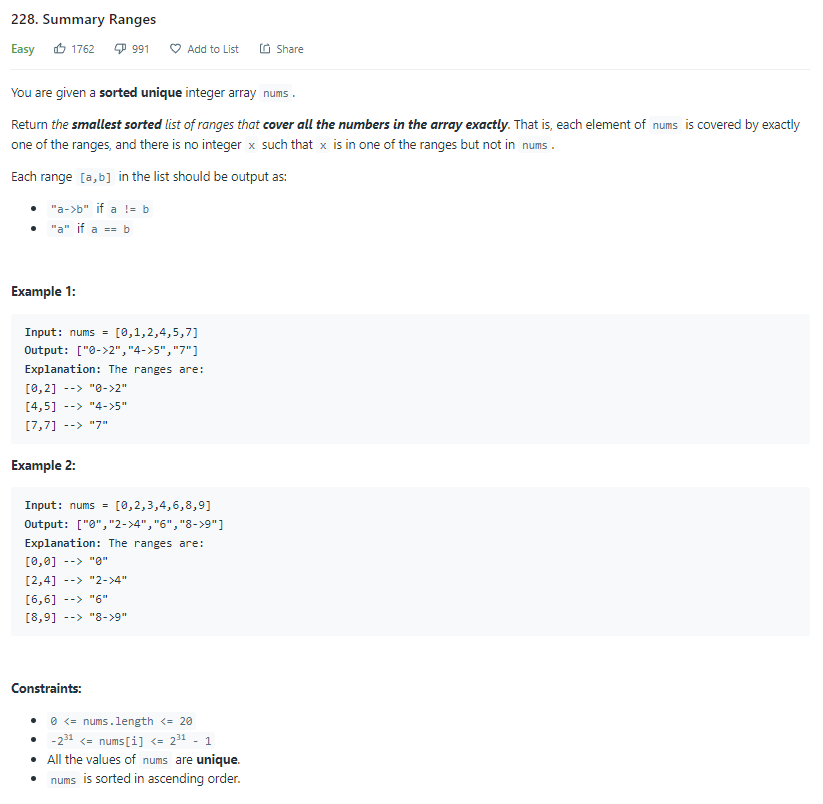 228. Summary Ranges
Easy 1762 991 Add to List Share
You are given a sorted unique integer array nums .
Return the smallest sorted list of ranges that cover all the numbers in the array exactly. That is, each element of nums is covered by exactly
one of the ranges, and there is no integer x such that x is in one of the ranges but not in nums .
Each range [a,b] in the list should be output as:
• "a->b" if a != b
• "a" if a == b
Example 1:
Input: nums = [0,1,2,4,5,7]
Output: ["0->2","4->5","7"]
Explanation: The ranges are:
[0,2] --> "0->2"
[4,5] --> "4->5"
[7,7] --> "7"
Example 2:
Input: nums = [0,2,3,4,6,8,9]
Output: ["0","2->4","6","8->9"]
Explanation: The ranges are:
[0,0] --> "0"
[2,4] --> "2->4"
[6,6] --> "6"
[8,9] --> "8->9"
Constraints:
• 0 <= nums.length <= 20
• -2³¹ <= nums[i] <= 2³¹ - 1
• All the values of nums are unique.
• nums is sorted in ascending order.